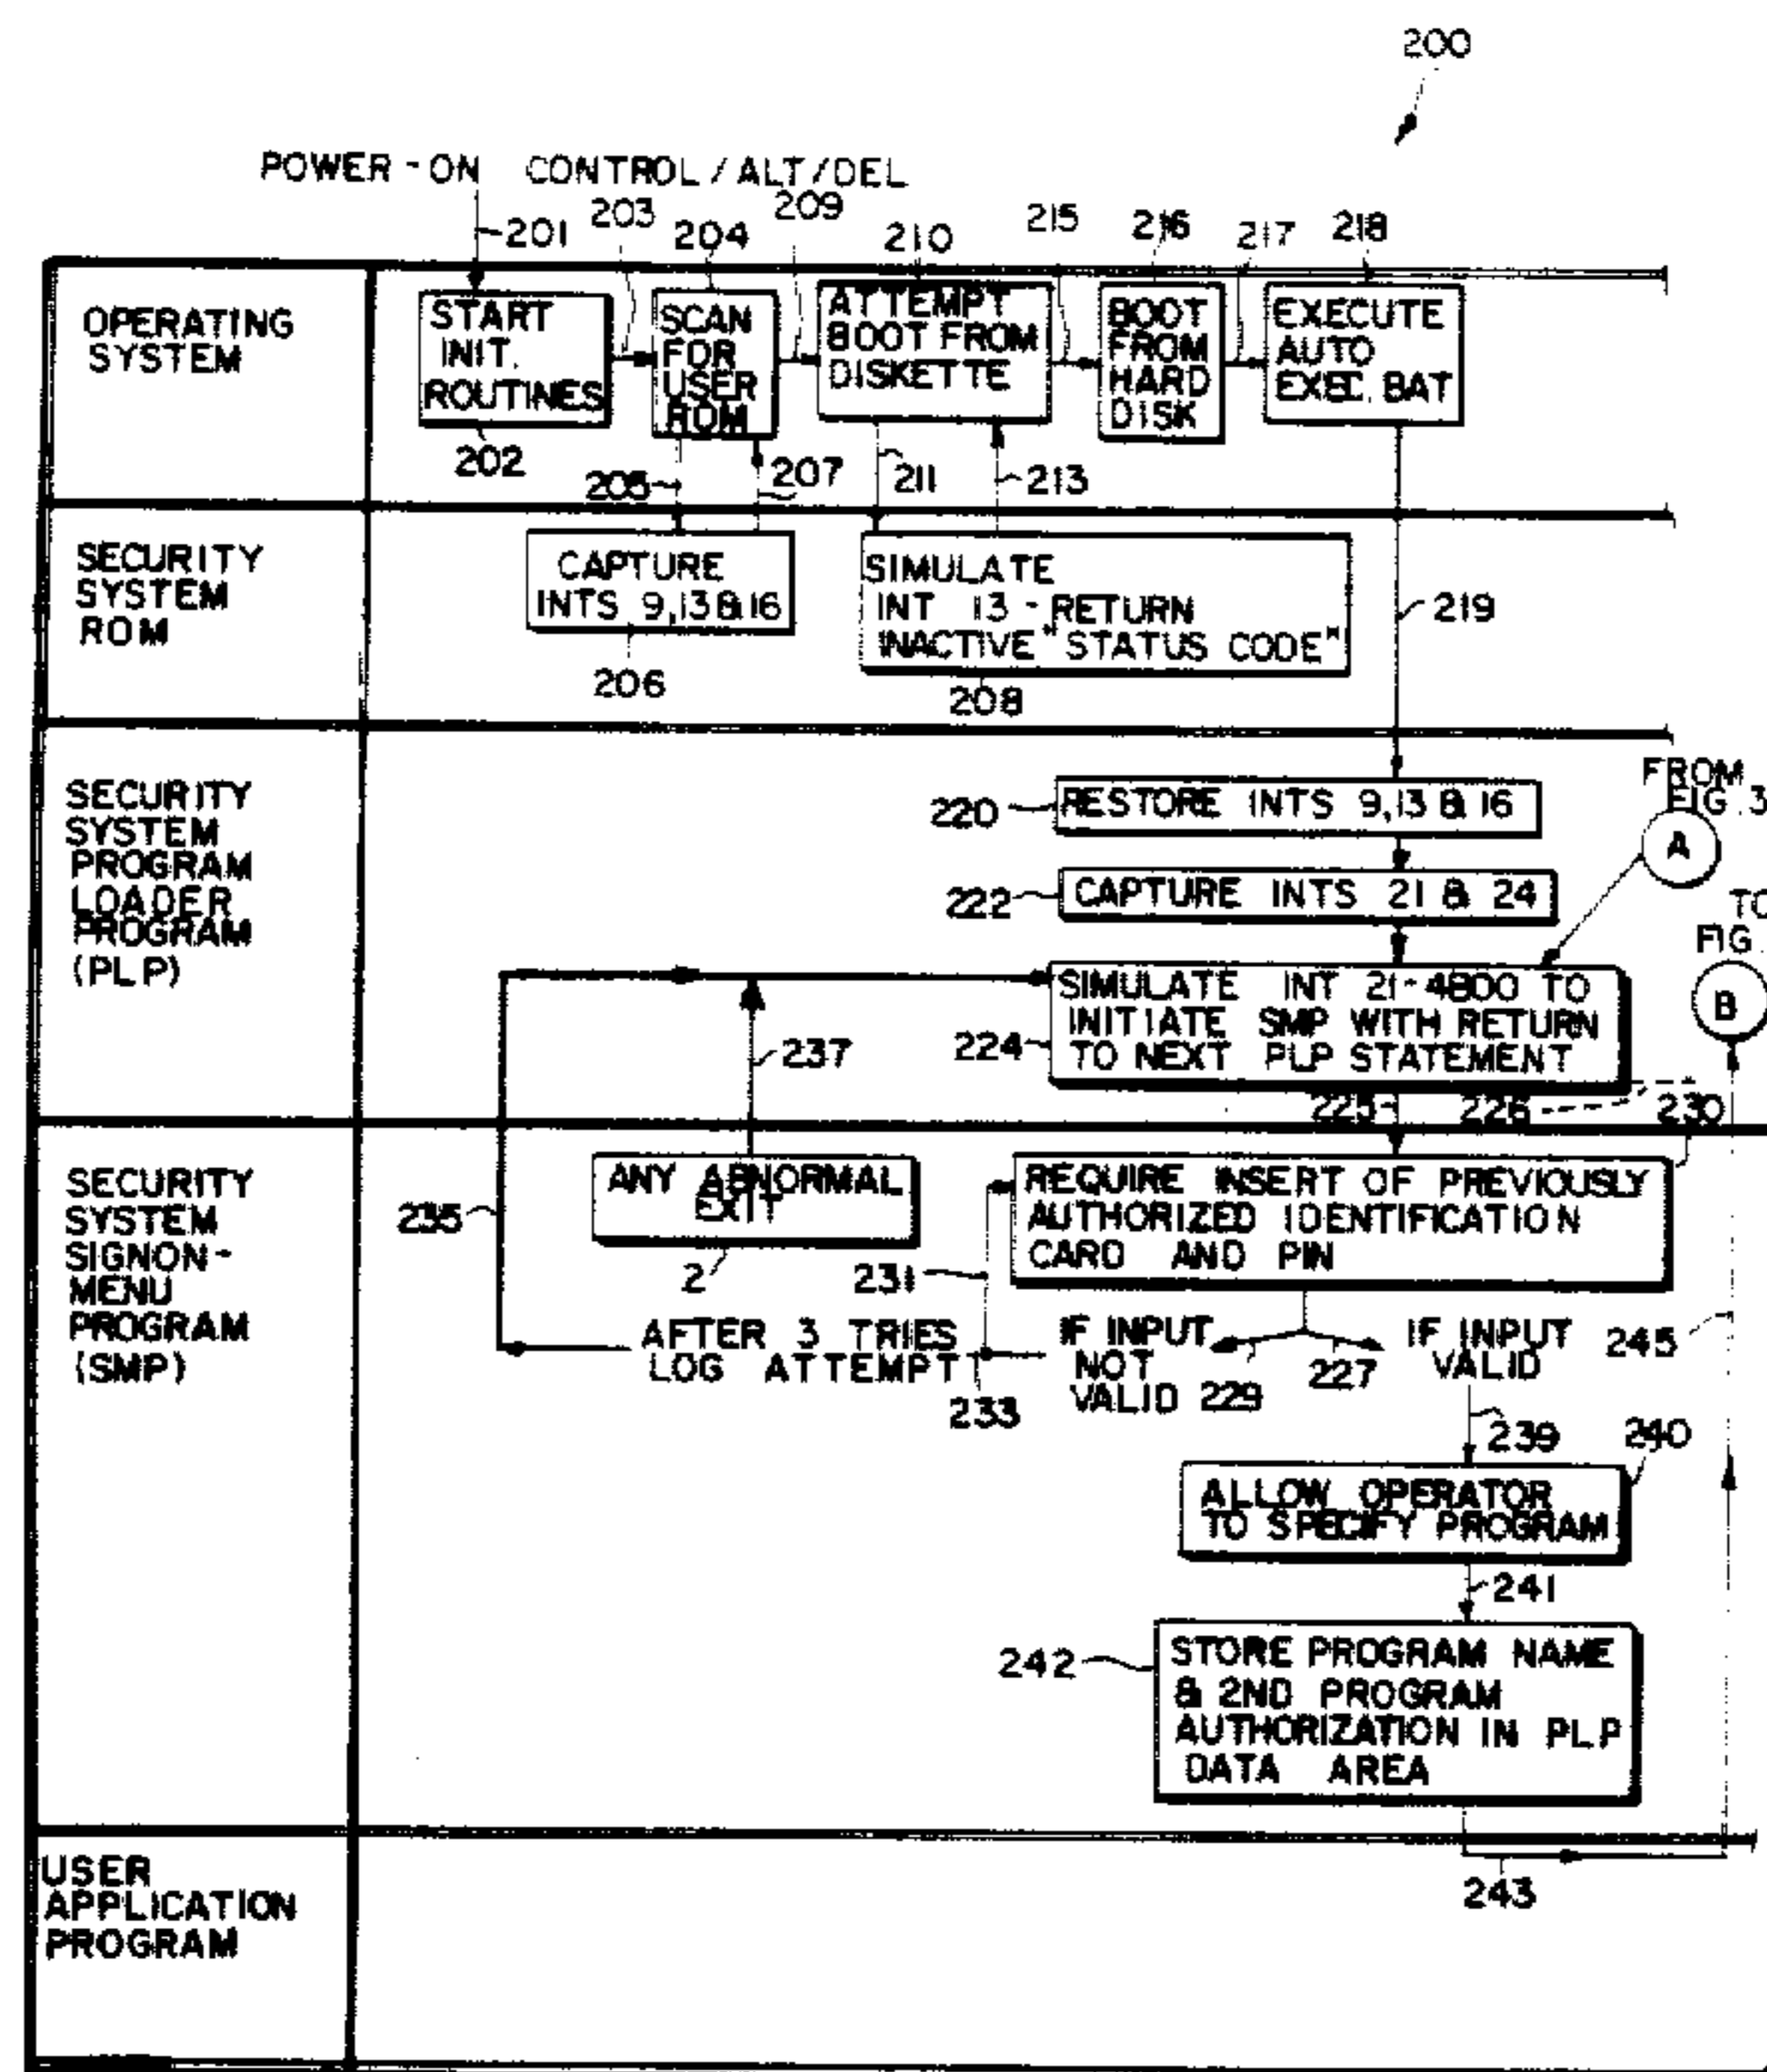 200
POWER-ON CONTROL/ALT/DEL
201
203
204
209
210
215
216
217
218
OPERATING
SYSTEM
START
INIT.
ROUTINES
202
SCAN
FOR
USER
ROM
ATTEMPT
BOOT FROM
DISKETTE
BOOT
FROM
HARD
DISK
EXECUTE
AUTO
EXEC. BAT
205
207
211
213
SECURITY
SYSTEM
ROM
CAPTURE
INTS 9,13 & 16
206
SIMULATE
INT 13 - RETURN
INACTIVE "STATUS CODE"
208
219
SECURITY
SYSTEM
PROGRAM
LOADER
PROGRAM
(PLP)
220
RESTORE INTS 9,13 & 16
222
CAPTURE INTS 21 & 24
FROM
FIG. 3
A
TO
FIG.
B
224
SIMULATE INT 21-4B00 TO
INITIATE SMP WITH RETURN
TO NEXT PLP STATEMENT
237
225
226
230
SECURITY
SYSTEM
SIGNON-
MENU
PROGRAM
(SMP)
235
ANY ABNORMAL
EXIT
2
REQUIRE INSERT OF PREVIOUSLY
AUTHORIZED IDENTIFICATION
CARD AND PIN
231
AFTER 3 TRIES
LOG ATTEMPT
233
IF INPUT
NOT
VALID
229
227
IF INPUT
VALID
245
239
240
ALLOW OPERATOR
TO SPECIFY PROGRAM
241
242
STORE PROGRAM NAME
& 2ND PROGRAM
AUTHORIZATION IN PLP
DATA AREA
243
USER
APPLICATION
PROGRAM